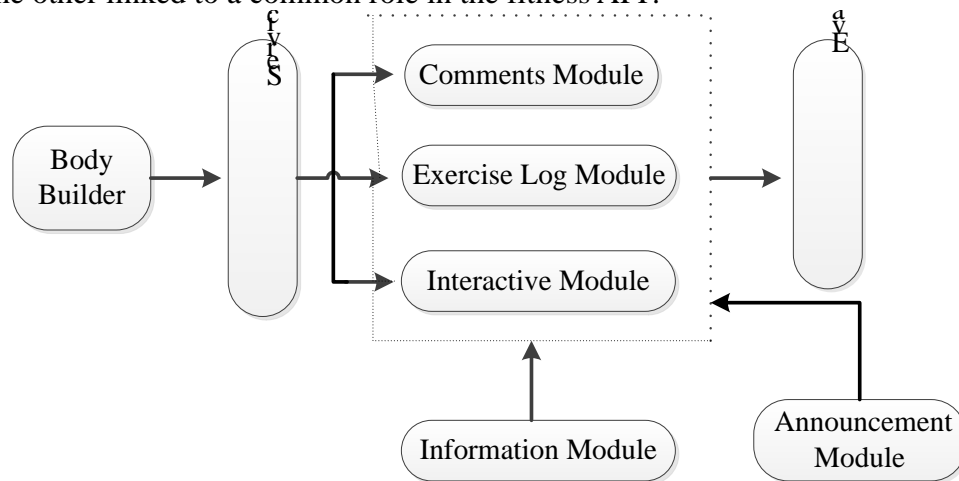 other linked to a common role in the fitness APP.
Comments Module
Body
Builder
Exercise Log Module
Interactive Module
Information Module
Announcement
Module